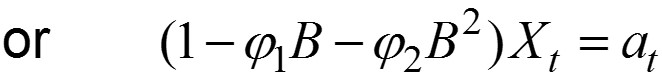 or (1 − φ₁B − φ₂B²)Xₜ = aₜ